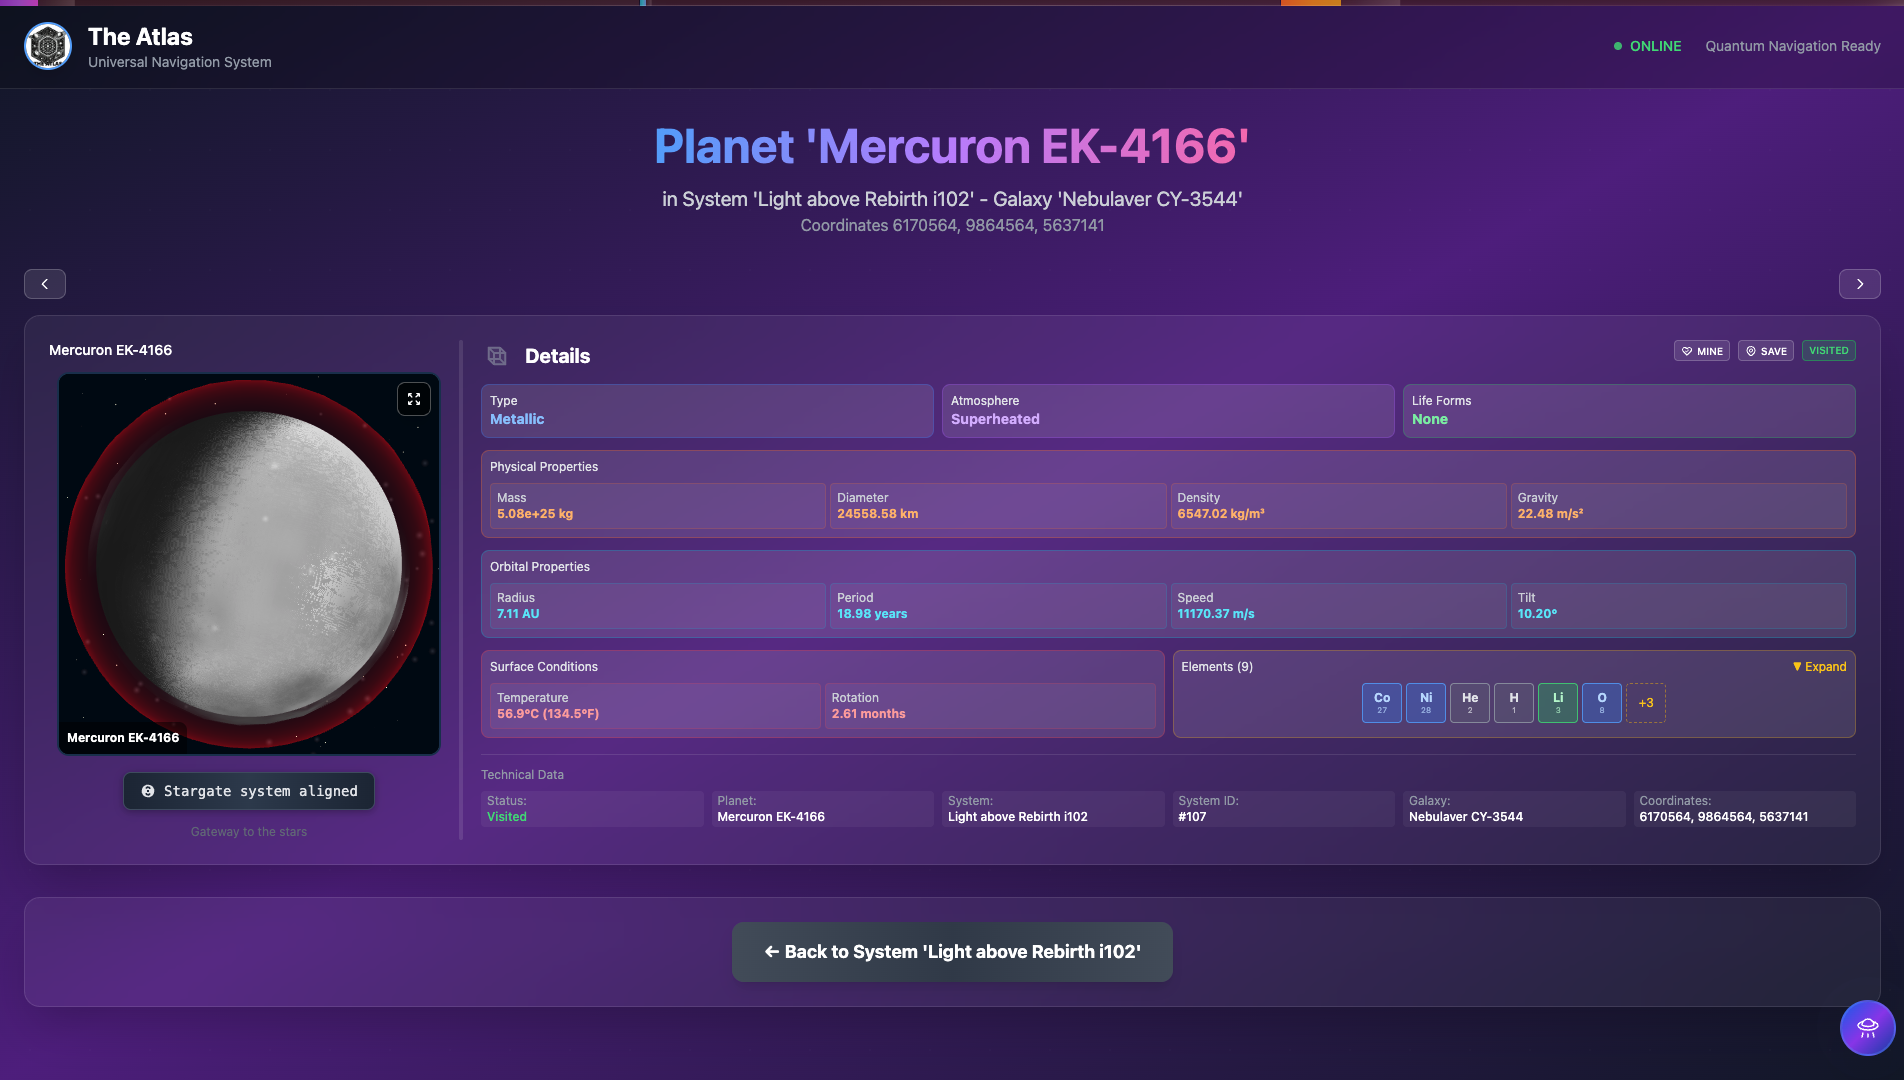 The Atlas
Universal Navigation System
ONLINE
Quantum Navigation Ready
Planet 'Mercuron EK-4166'
in System 'Light above Rebirth i102' - Galaxy 'Nebulaver CY-3544'
Coordinates 6170564, 9864564, 5637141
Mercuron EK-4166
Mercuron EK-4166
Stargate system aligned
Gateway to the stars
Details
MINE
SAVE
VISITED
Type
Metallic
Atmosphere
Superheated
Life Forms
None
Physical Properties
Mass
5.08e+25 kg
Diameter
24558.58 km
Density
6547.02 kg/m³
Gravity
22.48 m/s²
Orbital Properties
Radius
7.11 AU
Period
18.98 years
Speed
11170.37 m/s
Tilt
10.20°
Surface Conditions
Temperature
56.9°C (134.5°F)
Rotation
2.61 months
Elements (9)
▼ Expand
Co
27
Ni
28
He
2
H
1
Li
3
O
8
+3
Technical Data
Status:
Visited
Planet:
Mercuron EK-4166
System:
Light above Rebirth i102
System ID:
#107
Galaxy:
Nebulaver CY-3544
Coordinates:
6170564, 9864564, 5637141
← Back to System 'Light above Rebirth i102'